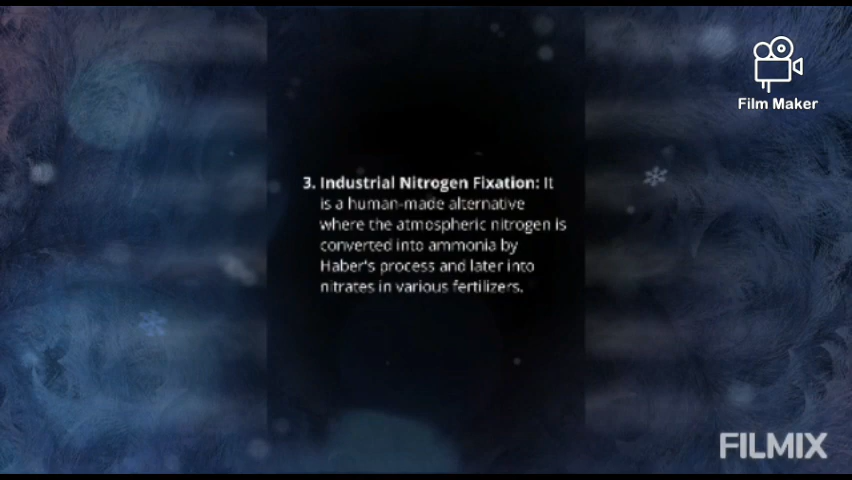 Film Maker
3. Industrial Nitrogen Fixation: It
is a human-made alternative
where the atmospheric nitrogen is
converted into ammonia by
Haber's process and later into
nitrates in various fertilizers.
FILMIX